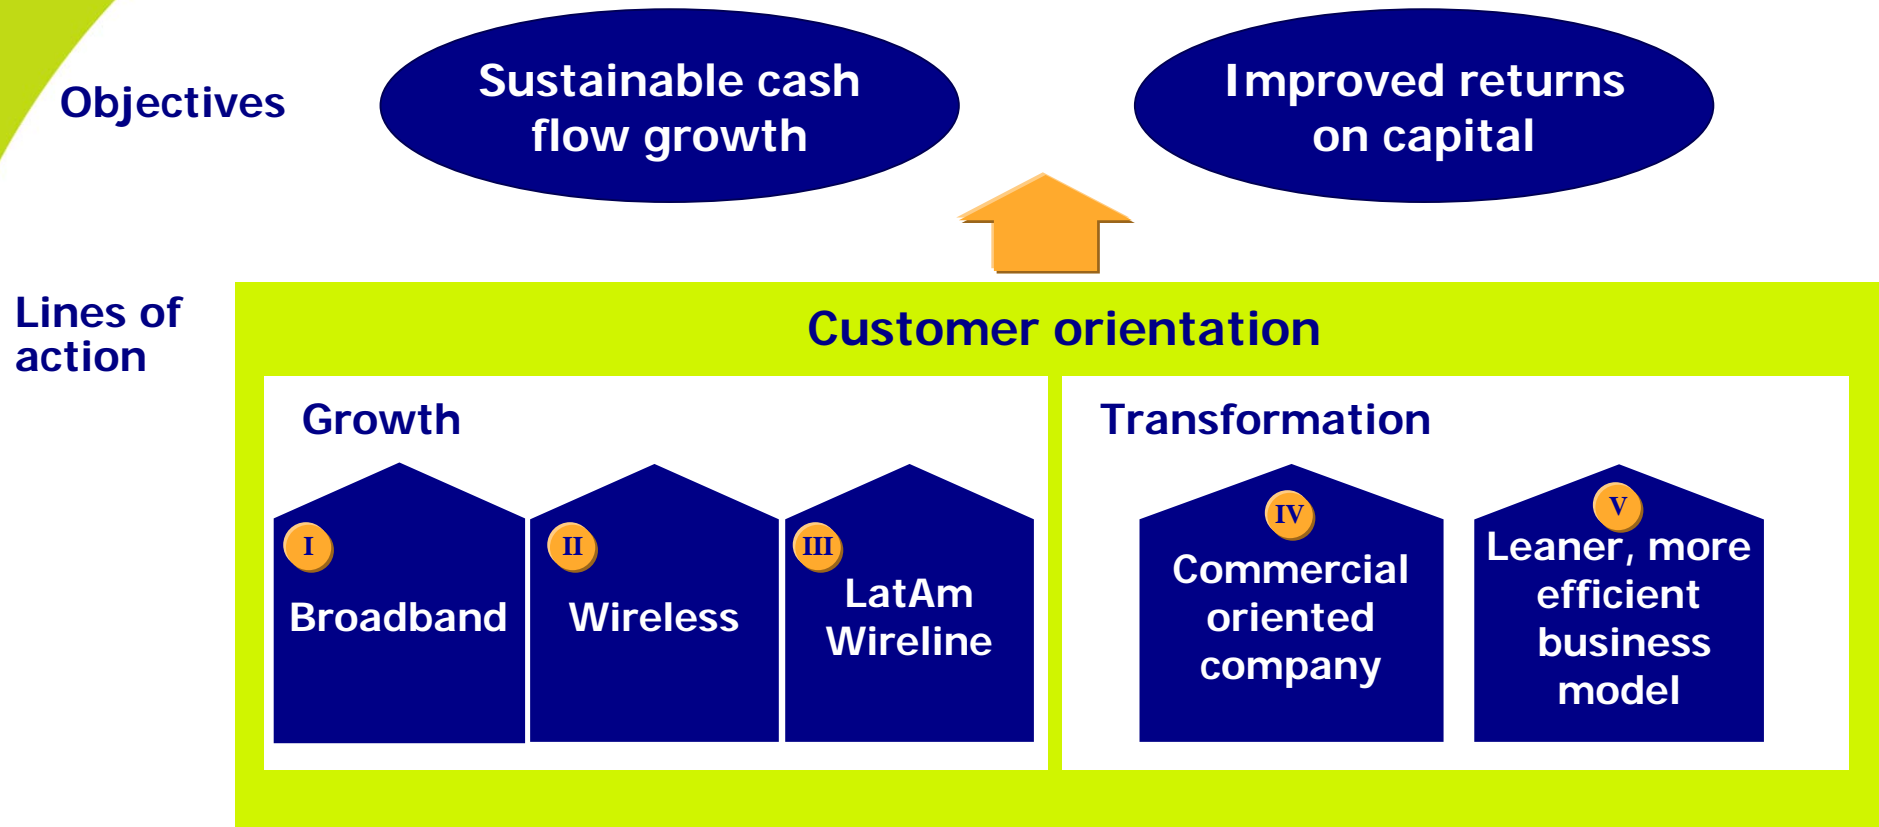 Objectives
Sustainable cash
flow growth
Improved returns
on capital
Lines of
action
Customer orientation
Growth
I
Broadband
II
Wireless
III
LatAm
Wireline
Transformation
IV
Commercial
oriented
company
V
Leaner, more
efficient
business
model